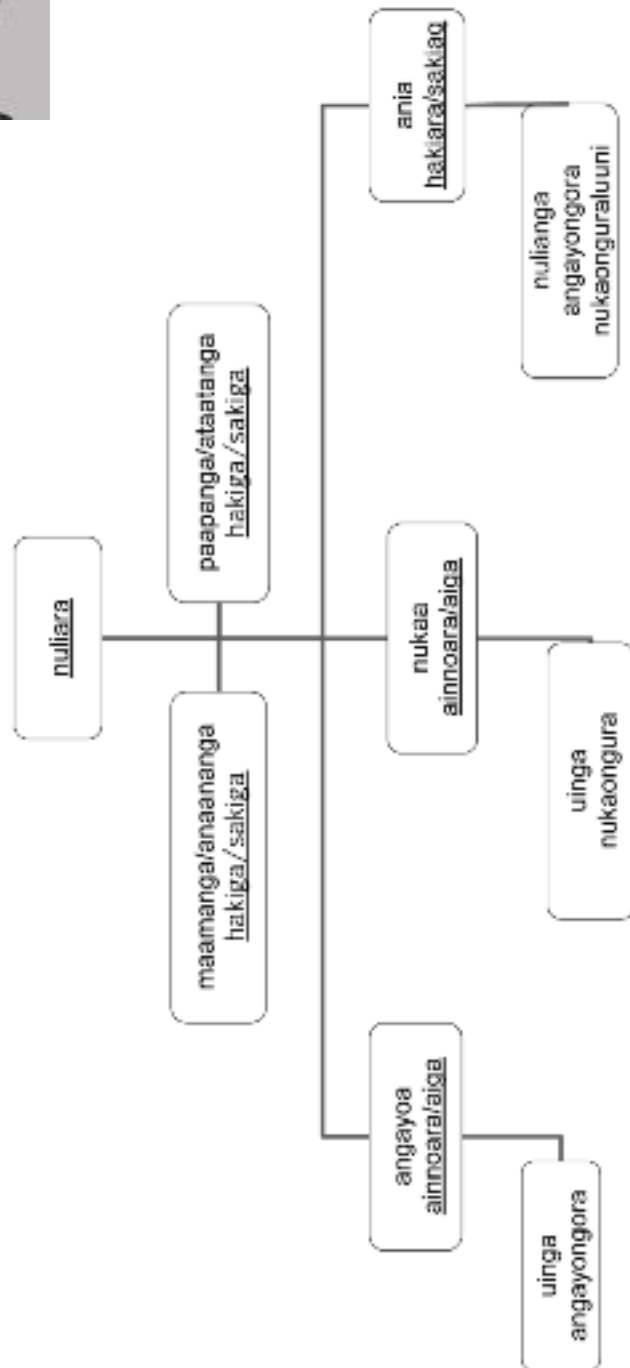 nuliara
maamanga/anaananga
hakiga/sakiga
paapanga/ataatanga
hakiga/sakiga
angayoa
ainnoara/aiga
nukaa
ainnoara/aiga
ania
hakiara/sakiaq
uinga
angayongora
uinga
nukaongura
nulianga
angayongora
nukaonguraluuni